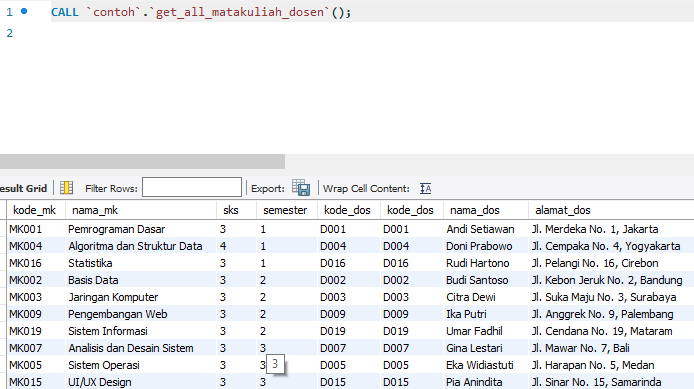 1 CALL `contoh`.`get_all_matakuliah_dosen`();
2
esult Grid Filter Rows: Export: Wrap Cell Content: IA
kode_mk nama_mk sks semester kode_dos kode_dos nama_dos alamat_dos
MK001 Pemrograman Dasar 3 1 D001 D001 Andi Setiawan Jl. Merdeka No. 1, Jakarta
MK004 Algoritma dan Struktur Data 4 1 D004 D004 Doni Prabowo Jl. Cempaka No. 4, Yogyakarta
MK016 Statistika 3 1 D016 D016 Rudi Hartono Jl. Pelangi No. 16, Cirebon
MK002 Basis Data 3 2 D002 D002 Budi Santoso Jl. Kebon Jeruk No. 2, Bandung
MK003 Jaringan Komputer 3 2 D003 D003 Citra Dewi Jl. Suka Maju No. 3, Surabaya
MK009 Pengembangan Web 3 2 D009 D009 Ika Putri Jl. Anggrek No. 9, Palembang
MK019 Sistem Informasi 3 2 D019 D019 Umar Fadhil Jl. Cendana No. 19, Mataram
MK007 Analisis dan Desain Sistem 3 3 D007 D007 Gina Lestari Jl. Mawar No. 7, Bali
MK005 Sistem Operasi 3 3 3 D005 D005 Eka Widiastuti Jl. Harapan No. 5, Medan
MK015 UI/UX Design 3 3 D015 D015 Pia Anindita Jl. Sinar No. 15, Samarinda